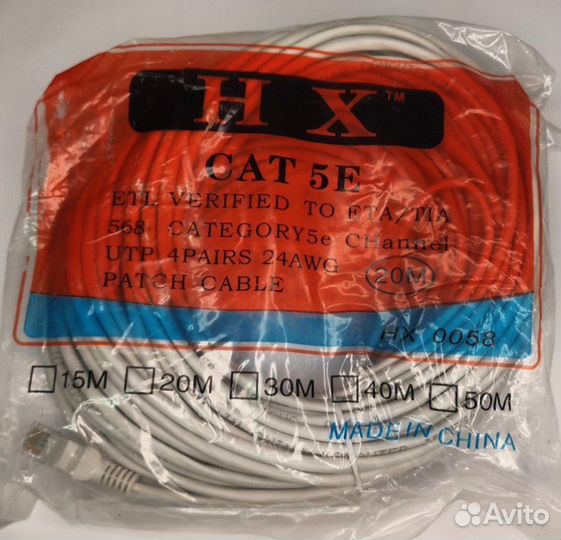 HX™
CAT 5E
ETL VERIFIED TO ETA/TIA
568 CATEGORY5e CHannel
UTP 4PAIRS 24AWG
PATCH CABLE 20M
HX 0058
15M 20M 30M 40M 50M
MADE IN CHINA
Avito